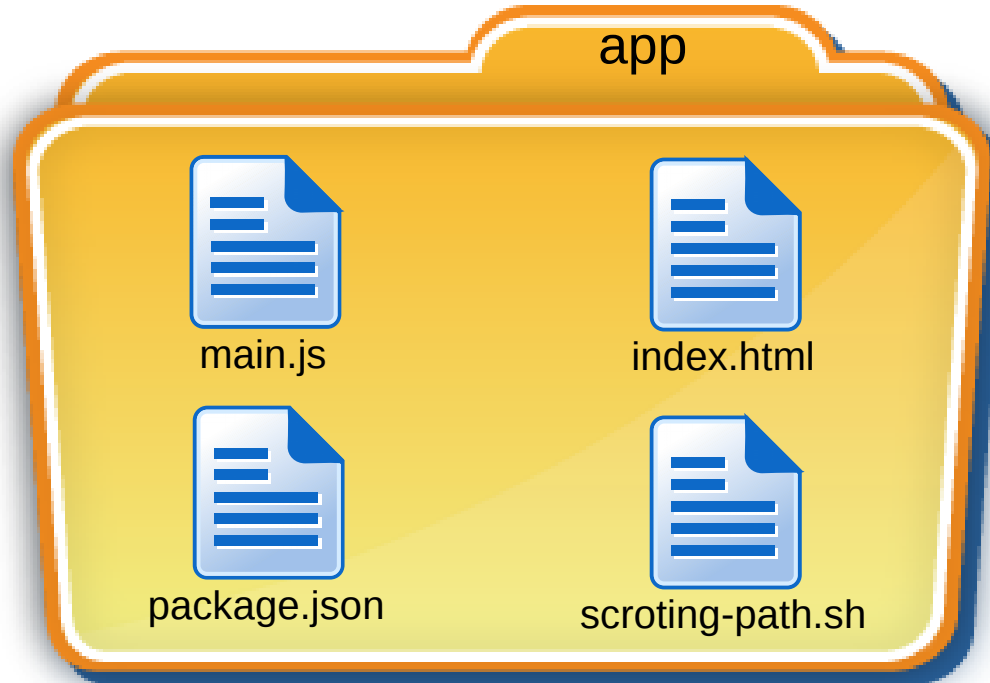 app
main.js
index.html
package.json
scroting-path.sh